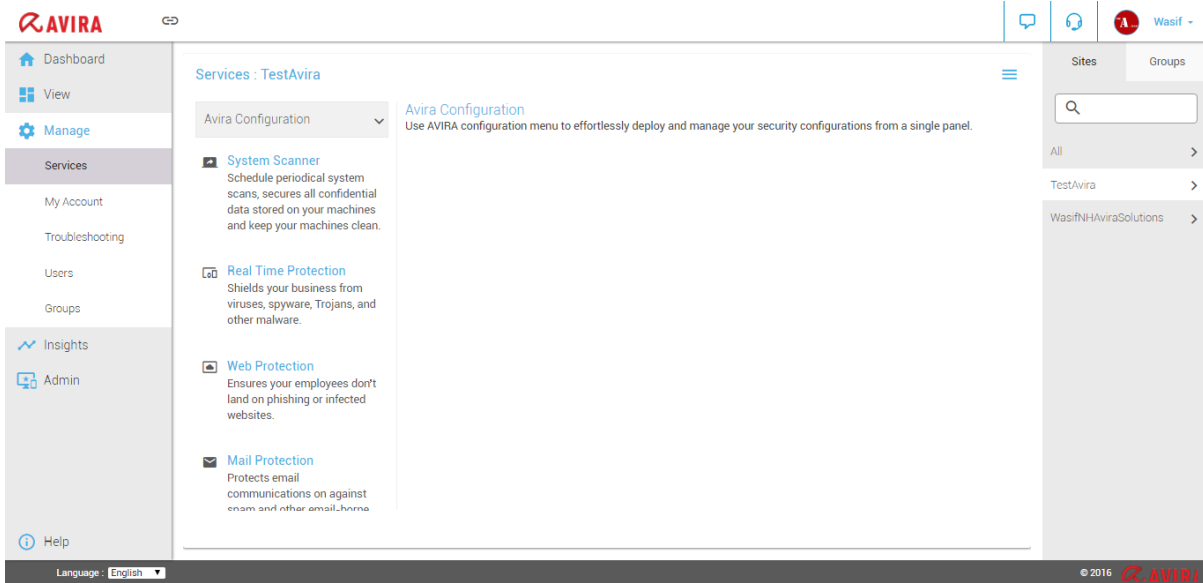 AVIRA
Wasif
Dashboard
View
Manage
Services
My Account
Troubleshooting
Users
Groups
Insights
Admin
Help
Services : TestAvira
Avira Configuration
System Scanner
Schedule periodical system
scans, secures all confidential
data stored on your machines
and keep your machines clean.
Real Time Protection
Shields your business from
viruses, spyware, Trojans, and
other malware.
Web Protection
Ensures your employees don't
land on phishing or infected
websites.
Mail Protection
Protects email
communications on against
spam and other email-borne
Avira Configuration
Use AVIRA configuration menu to effortlessly deploy and manage your security configurations from a single panel.
Sites Groups
All
TestAvira
WasifNHAviraSolutions
Language : English
© 2016 AVIRA